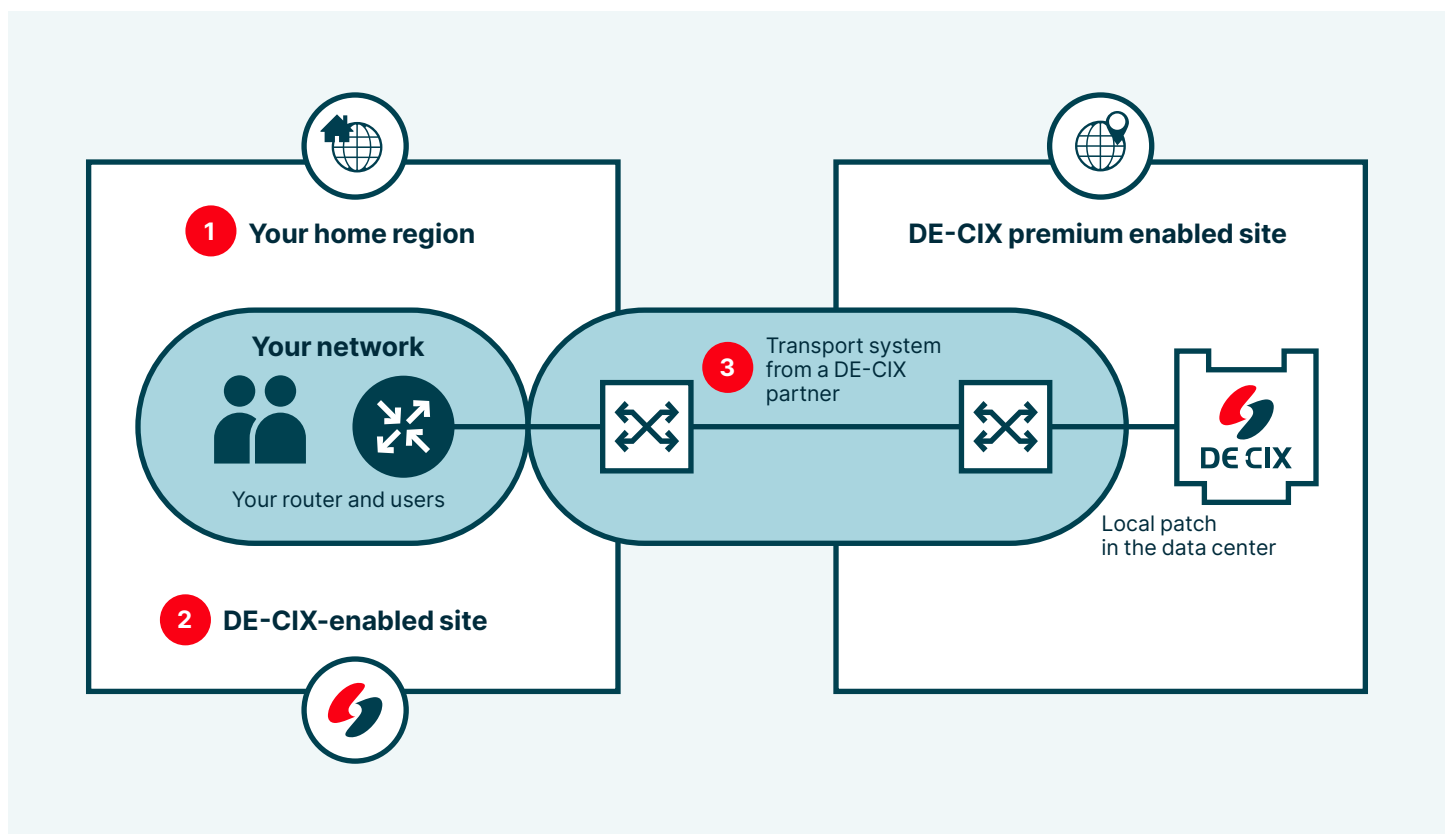 1
Your home region
DE-CIX premium enabled site
Your network
3
Transport system
from a DE-CIX
partner
DE-CIX
Your router and users
Local patch
in the data center
2
DE-CIX-enabled site